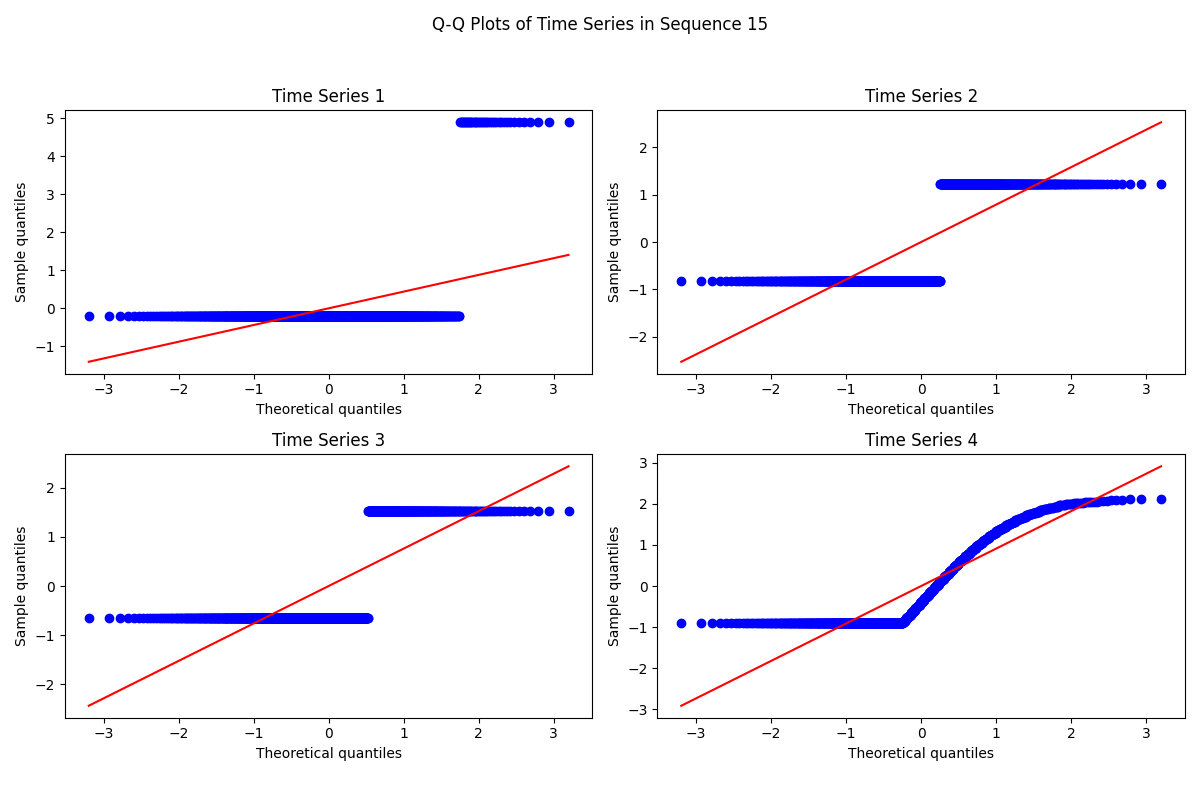 Q-Q Plots of Time Series in Sequence 15
Time Series 1
Sample quantiles
5
4
3
2
1
0
−1
−3 −2 −1 0 1 2 3
Theoretical quantiles
Time Series 2
Sample quantiles
2
1
0
−1
−2
−3 −2 −1 0 1 2 3
Theoretical quantiles
Time Series 3
Sample quantiles
2
1
0
−1
−2
−3 −2 −1 0 1 2 3
Theoretical quantiles
Time Series 4
Sample quantiles
3
2
1
0
−1
−2
−3
−3 −2 −1 0 1 2 3
Theoretical quantiles